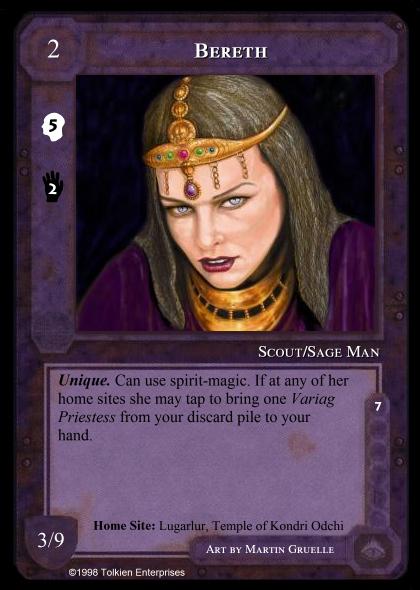 2
BERETH
5
2
SCOUT/SAGE MAN
Unique. Can use spirit-magic. If at any of her
home sites she may tap to bring one Variag
Priestess from your discard pile to your
hand.
7
Home Site: Lugarlur, Temple of Kondri Odchi
3/9
ART BY MARTIN GRUELLE
©1998 Tolkien Enterprises